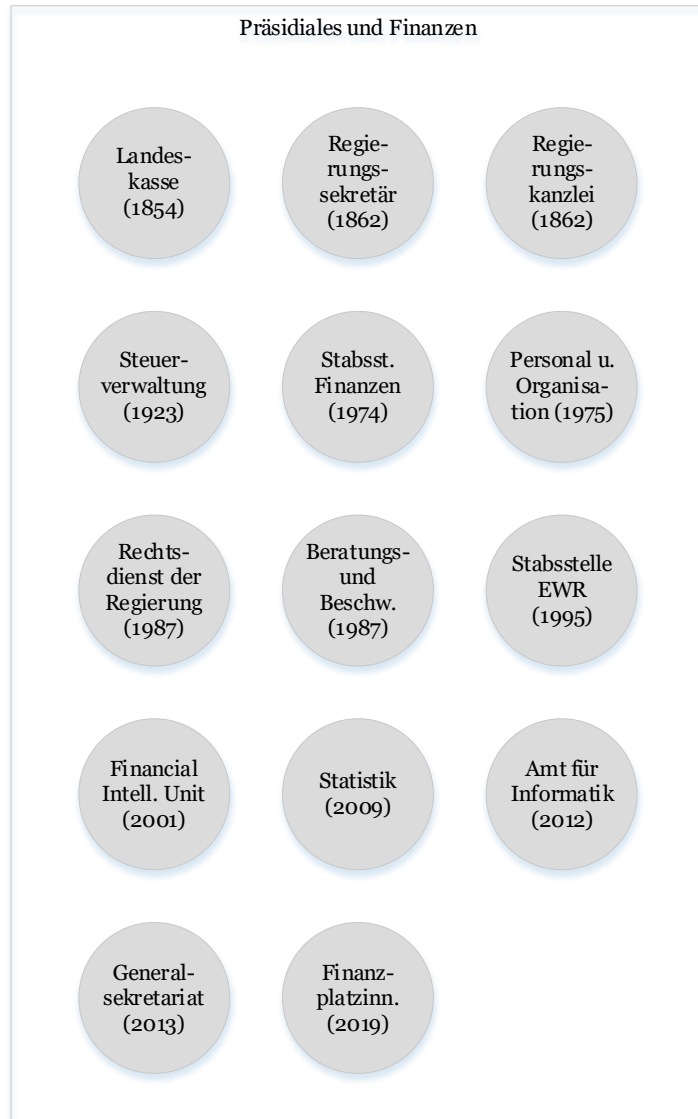 Präsidiales und Finanzen
Landes-
kasse
(1854)
Regie-
rungs-
sekretär
(1862)
Regie-
rungs-
kanzlei
(1862)
Steuer-
verwaltung
(1923)
Stabsst.
Finanzen
(1974)
Personal u.
Organisa-
tion (1975)
Rechts-
dienst der
Regierung
(1987)
Beratungs-
und
Beschw.
(1987)
Stabsstelle
EWR
(1995)
Financial
Intell. Unit
(2001)
Statistik
(2009)
Amt für
Informatik
(2012)
General-
sekretariat
(2013)
Finanz-
platzinn.
(2019)